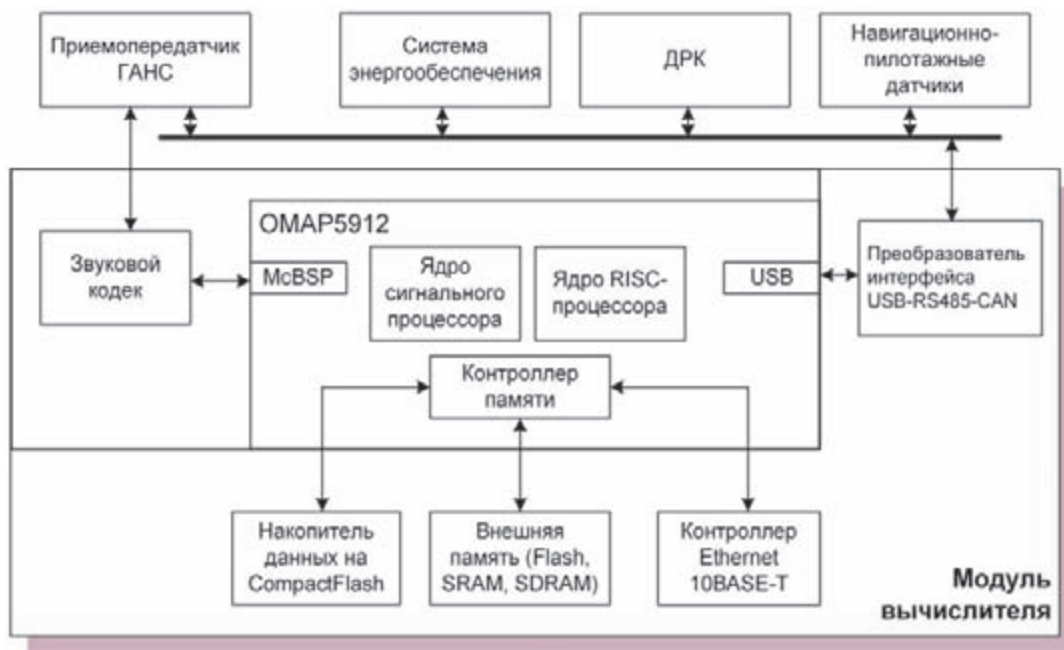 Приемопередатчик
ГАНС
Система
энергообеспечения
ДРК
Навигационно-
пилотажные
датчики
OMAP5912
Звуковой
кодек
McBSP
Ядро
сигнального
процессора
Ядро RISC-
процессора
USB
Преобразователь
интерфейса
USB-RS485-CAN
Контроллер
памяти
Накопитель
данных на
CompactFlash
Внешняя
память (Flash,
SRAM, SDRAM)
Контроллер
Ethernet
10BASE-T
Модуль
вычислителя